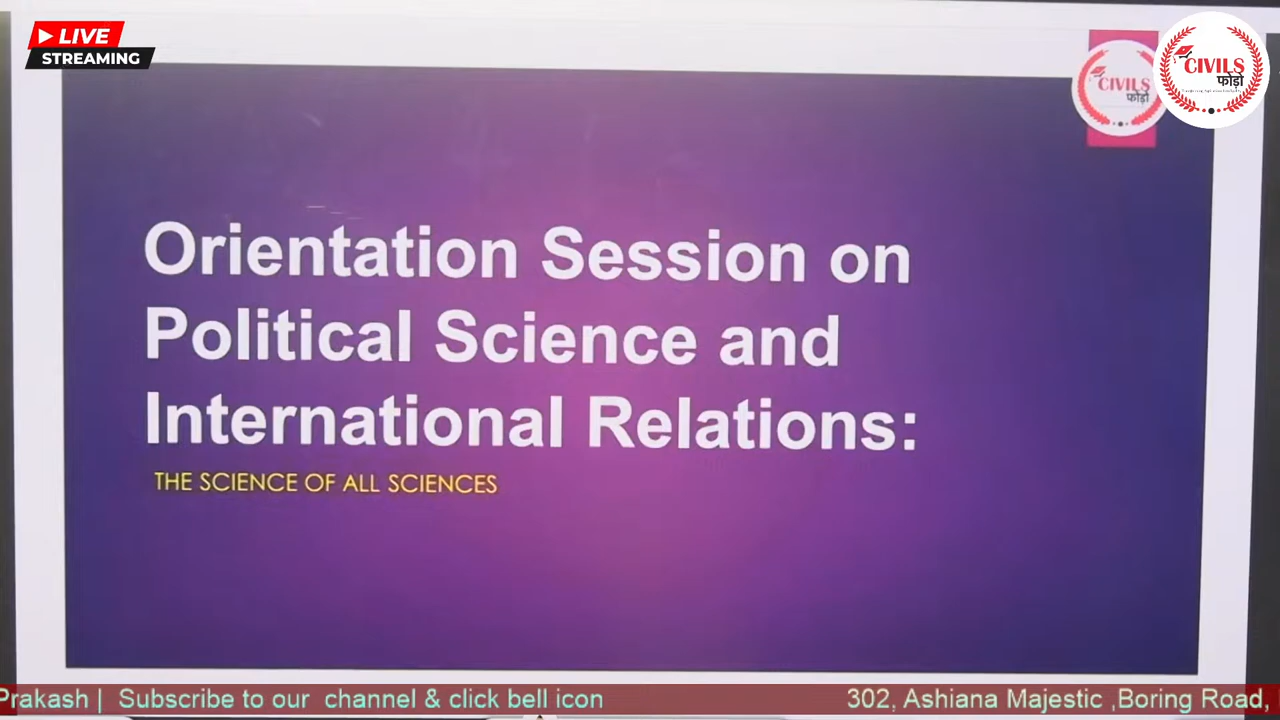 LIVE
STREAMING
CIVILS
फोड़ो
CIVILS
फोड़ो
Orientation Session on
Political Science and
International Relations:
THE SCIENCE OF ALL SCIENCES
Prakash | Subscribe to our channel & click bell icon
302, Ashiana Majestic ,Boring Road,